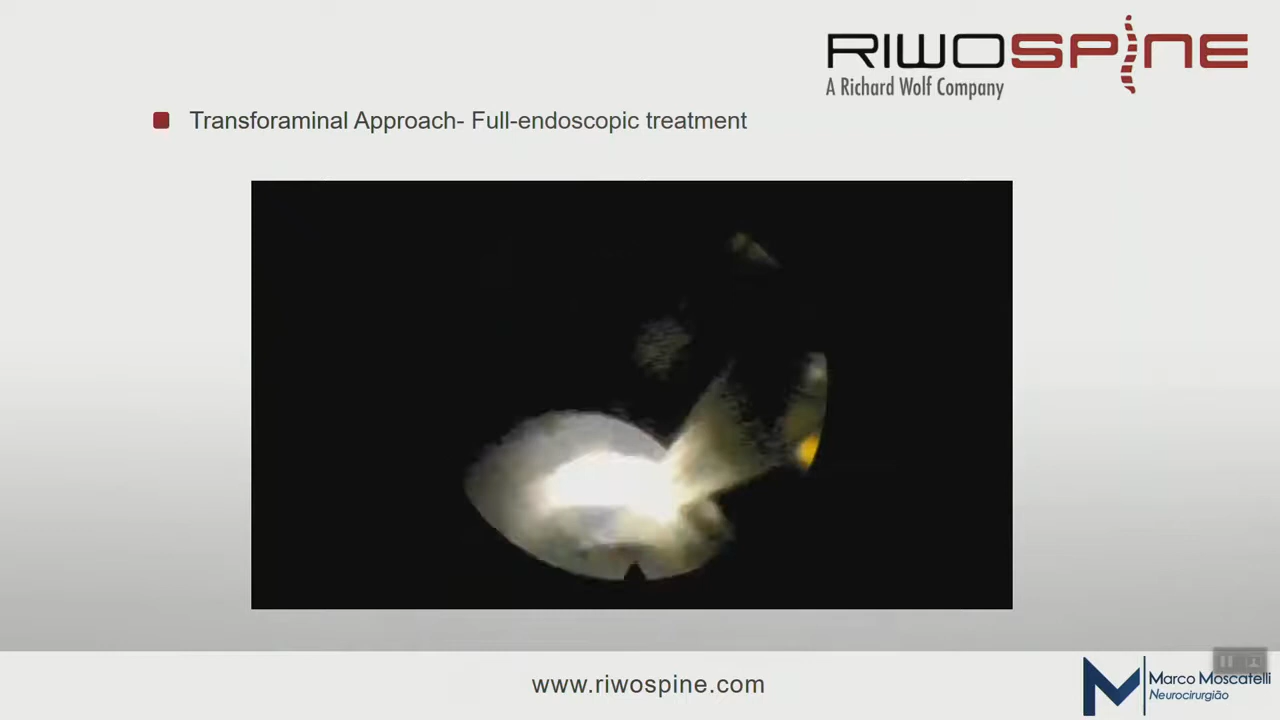 RIWOSPINE
A Richard Wolf Company
Transforaminal Approach- Full-endoscopic treatment
www.riwospine.com
Marco Moscatelli
Neurocirurgião